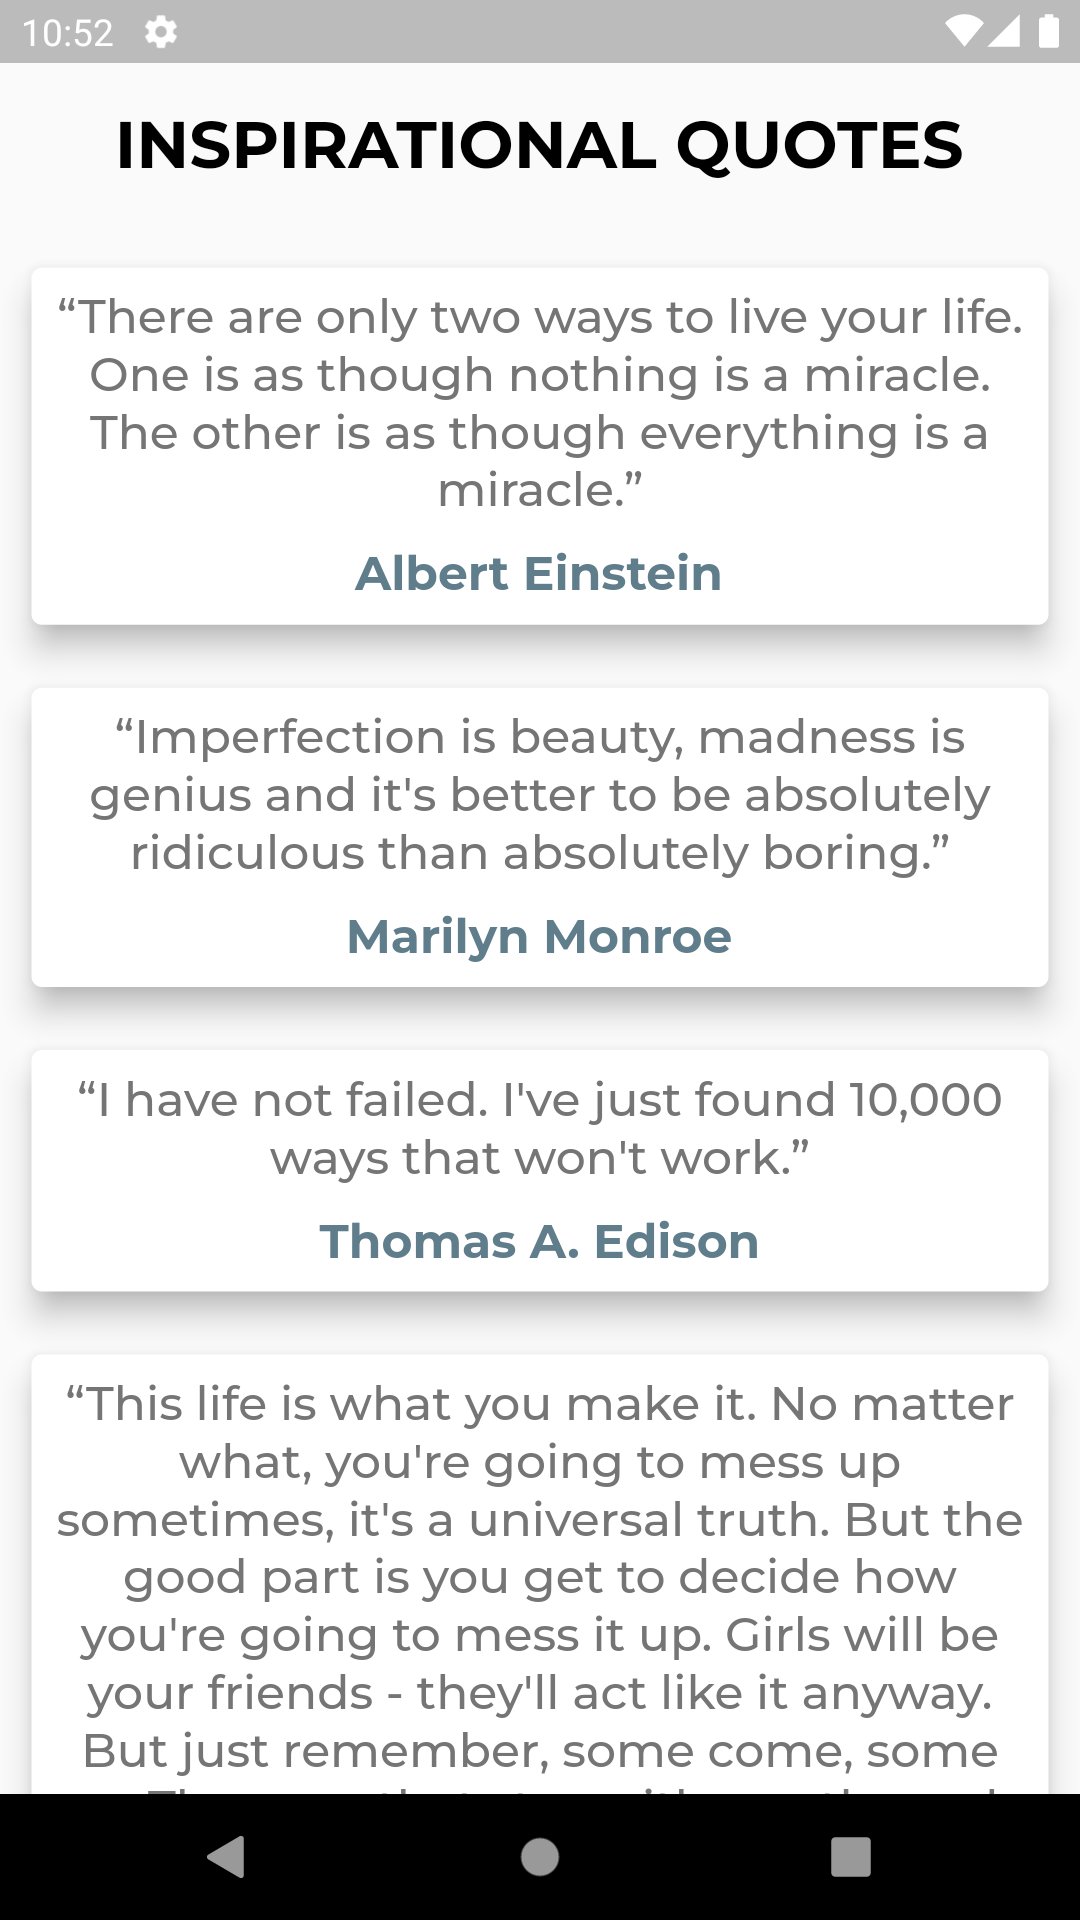 10:52
INSPIRATIONAL QUOTES
“There are only two ways to live your life.
One is as though nothing is a miracle.
The other is as though everything is a
miracle.”
Albert Einstein
“Imperfection is beauty, madness is
genius and it's better to be absolutely
ridiculous than absolutely boring.”
Marilyn Monroe
“I have not failed. I've just found 10,000
ways that won't work.”
Thomas A. Edison
“This life is what you make it. No matter
what, you're going to mess up
sometimes, it's a universal truth. But the
good part is you get to decide how
you're going to mess it up. Girls will be
your friends - they'll act like it anyway.
But just remember, some come, some